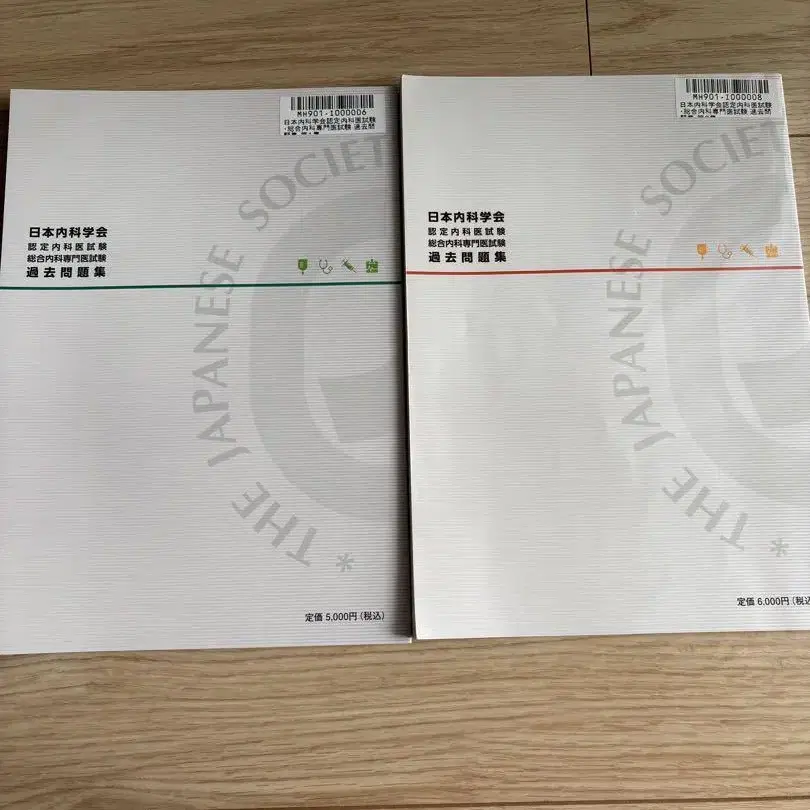 MH901-I000006
日本内科学会認定内科医試験
・総合内科専門医試験 過去問
日本内科学会
認定内科医試験
総合内科専門医試験
過去問題集
* THE JAPANESE SOCIET
定価 5,000円(税込)
MH901-I000008
日本内科学会認定内科医試験
・総合内科専門医試験 過去問
日本内科学会
認定内科医試験
総合内科専門医試験
過去問題集
* THE JAPANESE SOCIET
定価 6,000円(税込